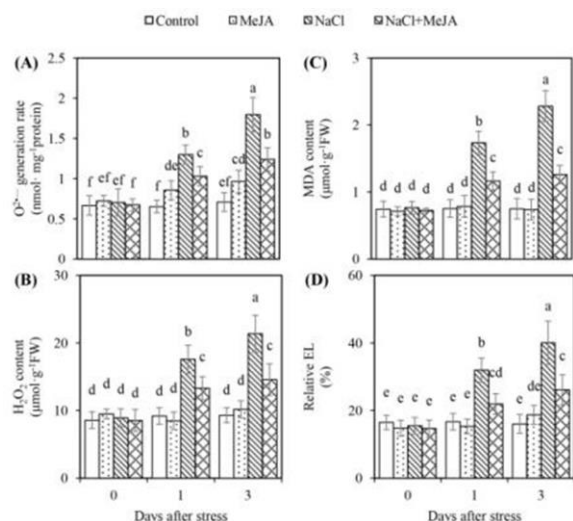 Control MeJA NaCl NaCl+MeJA
(A)
O²·— generation rate
(nmol· mg⁻¹protein)
2
1.5
1
0.5
0
f ef ef f
f de b c
ef cd a b
(C)
MDA content
(μmol·g⁻¹FW)
3
2
1
0
d d d d
d d b c
d d a c
(B)
H₂O₂ content
(μmol·g⁻¹FW)
30
20
10
0
d d d d
d d b c
d d a c
0 1 3
Days after stress
(D)
Relative EL
(%)
60
40
20
0
e e e e
e e b cd
e de a c
0 1 3
Days after stress